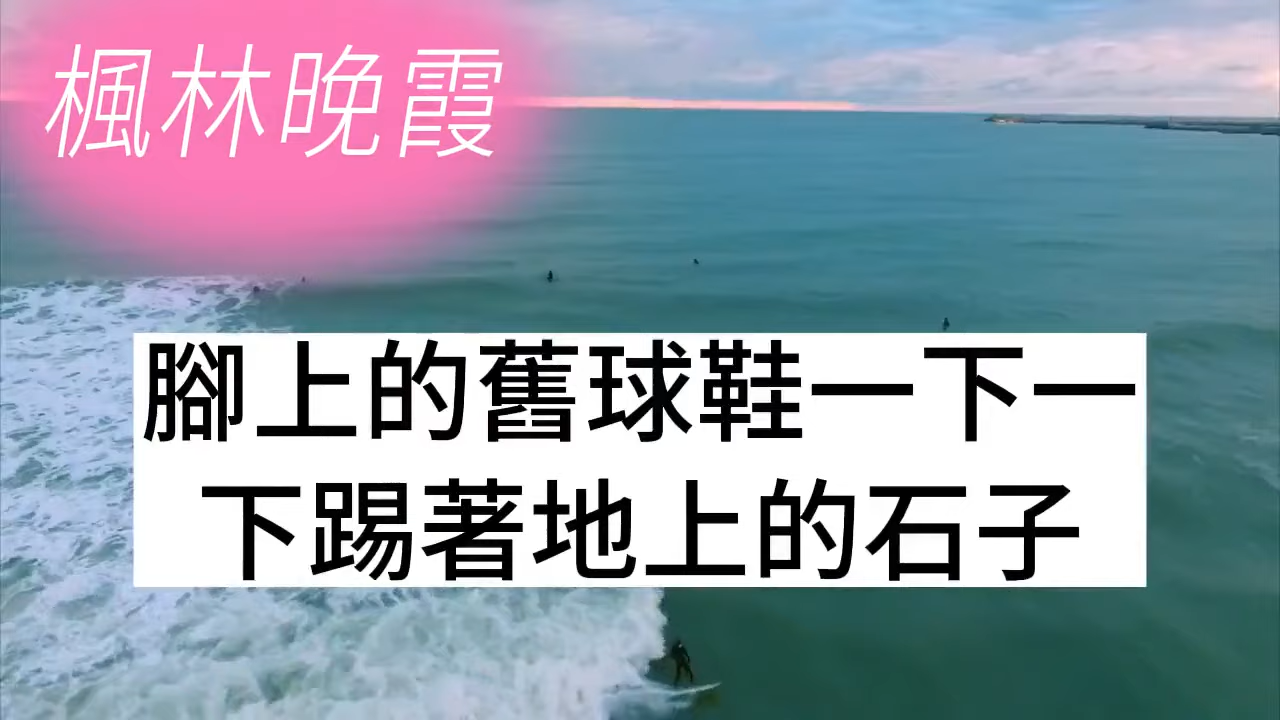 楓林晚霞
腳上的舊球鞋一下一
下踢著地上的石子